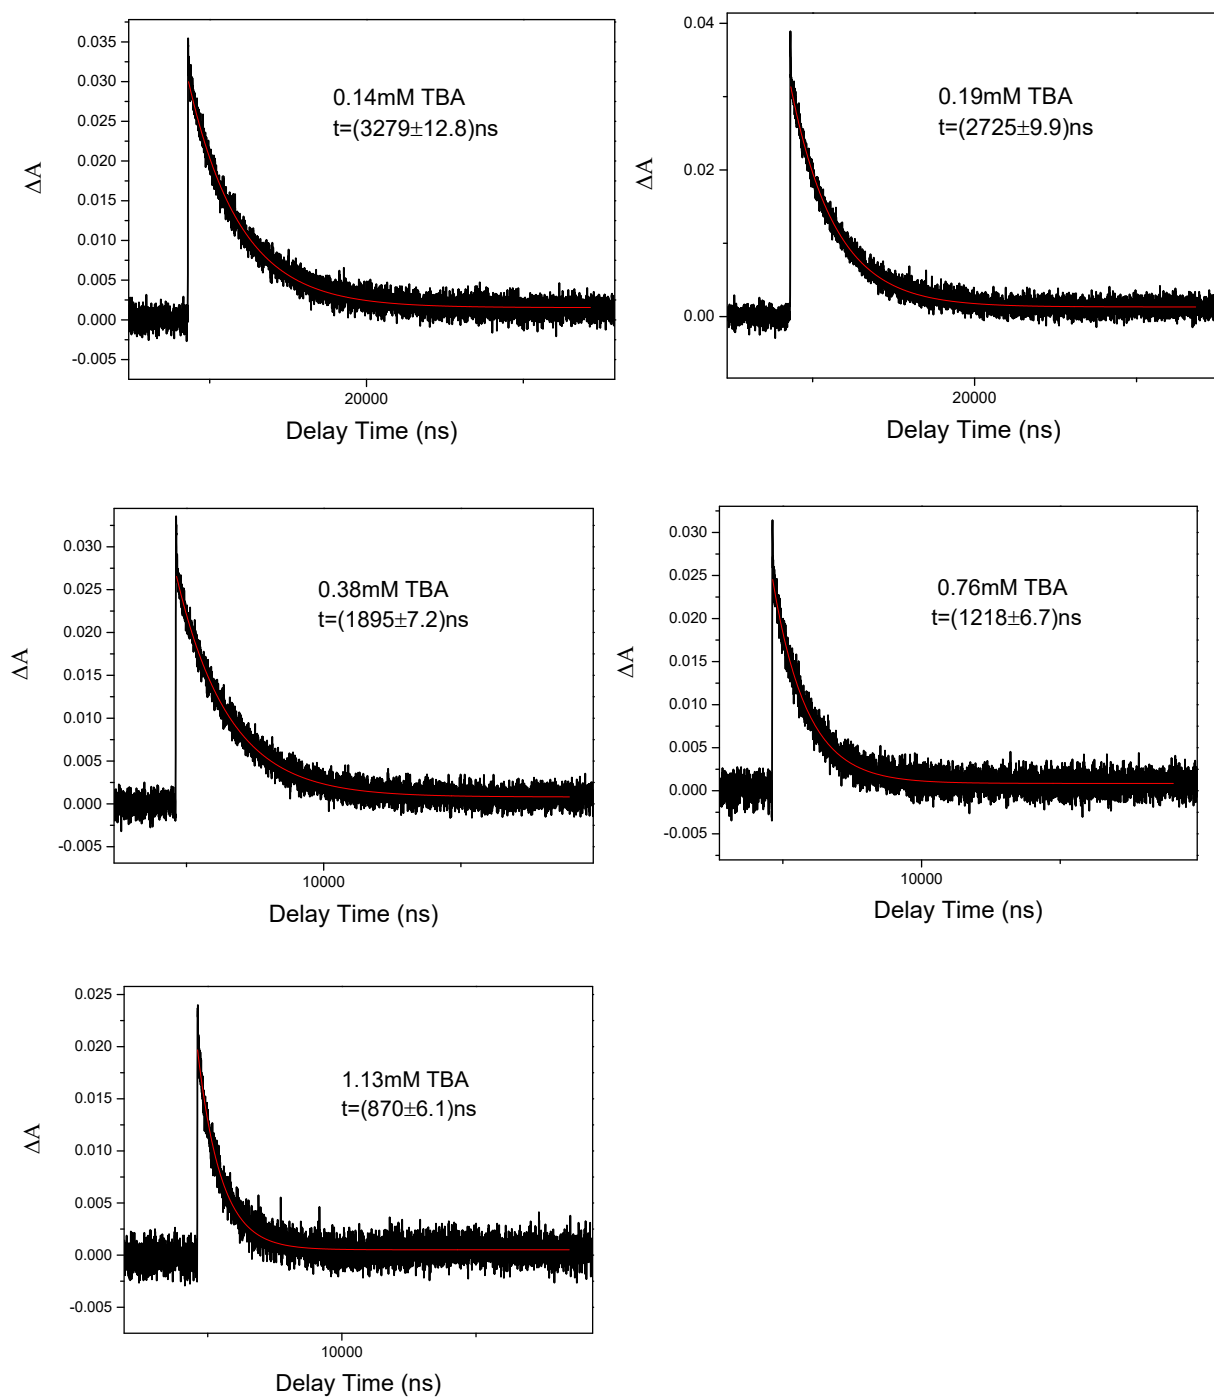 0.035
0.030
0.025
0.020
0.015
0.010
0.005
0.000
-0.005
ΔA
0.14mM TBA
t=(3279±12.8)ns
20000
Delay Time (ns)
0.04
0.02
0.00
ΔA
0.19mM TBA
t=(2725±9.9)ns
20000
Delay Time (ns)
0.030
0.025
0.020
0.015
0.010
0.005
0.000
-0.005
ΔA
0.38mM TBA
t=(1895±7.2)ns
10000
Delay Time (ns)
0.030
0.025
0.020
0.015
0.010
0.005
0.000
-0.005
ΔA
0.76mM TBA
t=(1218±6.7)ns
10000
Delay Time (ns)
0.025
0.020
0.015
0.010
0.005
0.000
-0.005
ΔA
1.13mM TBA
t=(870±6.1)ns
10000
Delay Time (ns)